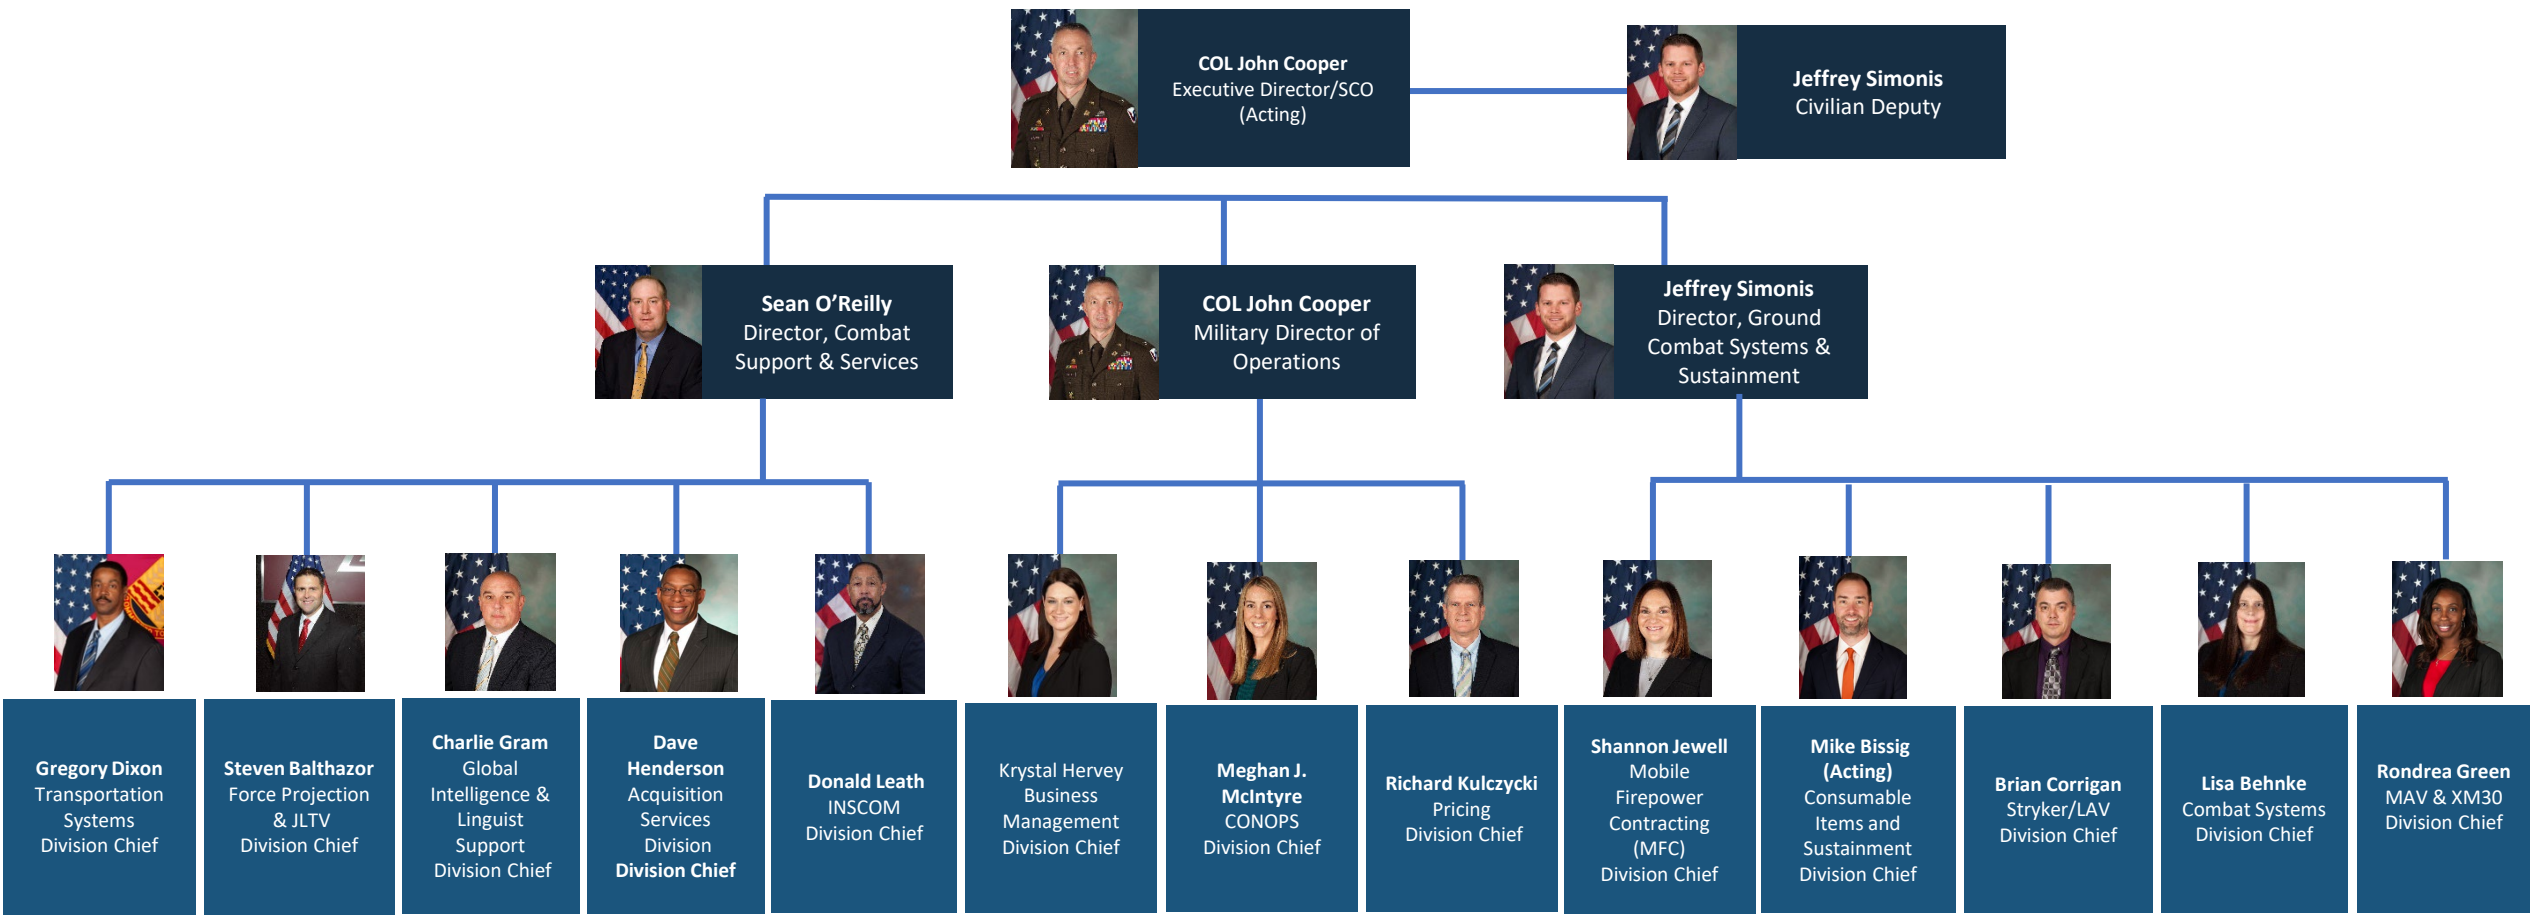 COL John Cooper
Executive Director/SCO
(Acting)
Jeffrey Simonis
Civilian Deputy
Sean O’Reilly
Director, Combat
Support & Services
COL John Cooper
Military Director of
Operations
Jeffrey Simonis
Director, Ground
Combat Systems &
Sustainment
Gregory Dixon
Transportation
Systems
Division Chief
Steven Balthazor
Force Projection
& JLTV
Division Chief
Charlie Gram
Global
Intelligence &
Linguist
Support
Division Chief
Dave
Henderson
Acquisition
Services
Division
Division Chief
Donald Leath
INSCOM
Division Chief
Krystal Hervey
Business
Management
Division Chief
Meghan J.
McIntyre
CONOPS
Division Chief
Richard Kulczycki
Pricing
Division Chief
Shannon Jewell
Mobile
Firepower
Contracting
(MFC)
Division Chief
Mike Bissig
(Acting)
Consumable
Items and
Sustainment
Division Chief
Brian Corrigan
Stryker/LAV
Division Chief
Lisa Behnke
Combat Systems
Division Chief
Rondrea Green
MAV & XM30
Division Chief